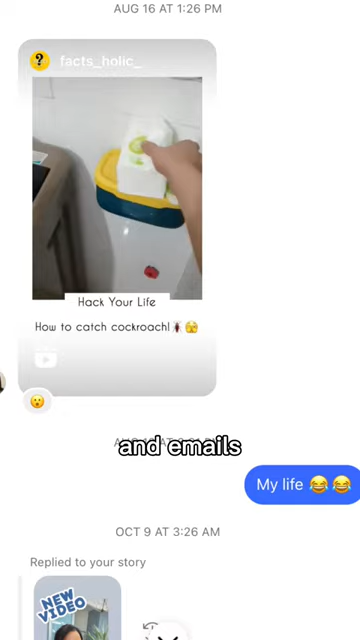 AUG 16 AT 1:26 PM
facts_holic_
Hack Your Life
How to catch cockroach!🪳🫣
and emails
My life 😂😂
OCT 9 AT 3:26 AM
Replied to your story
NEW
VIDEO